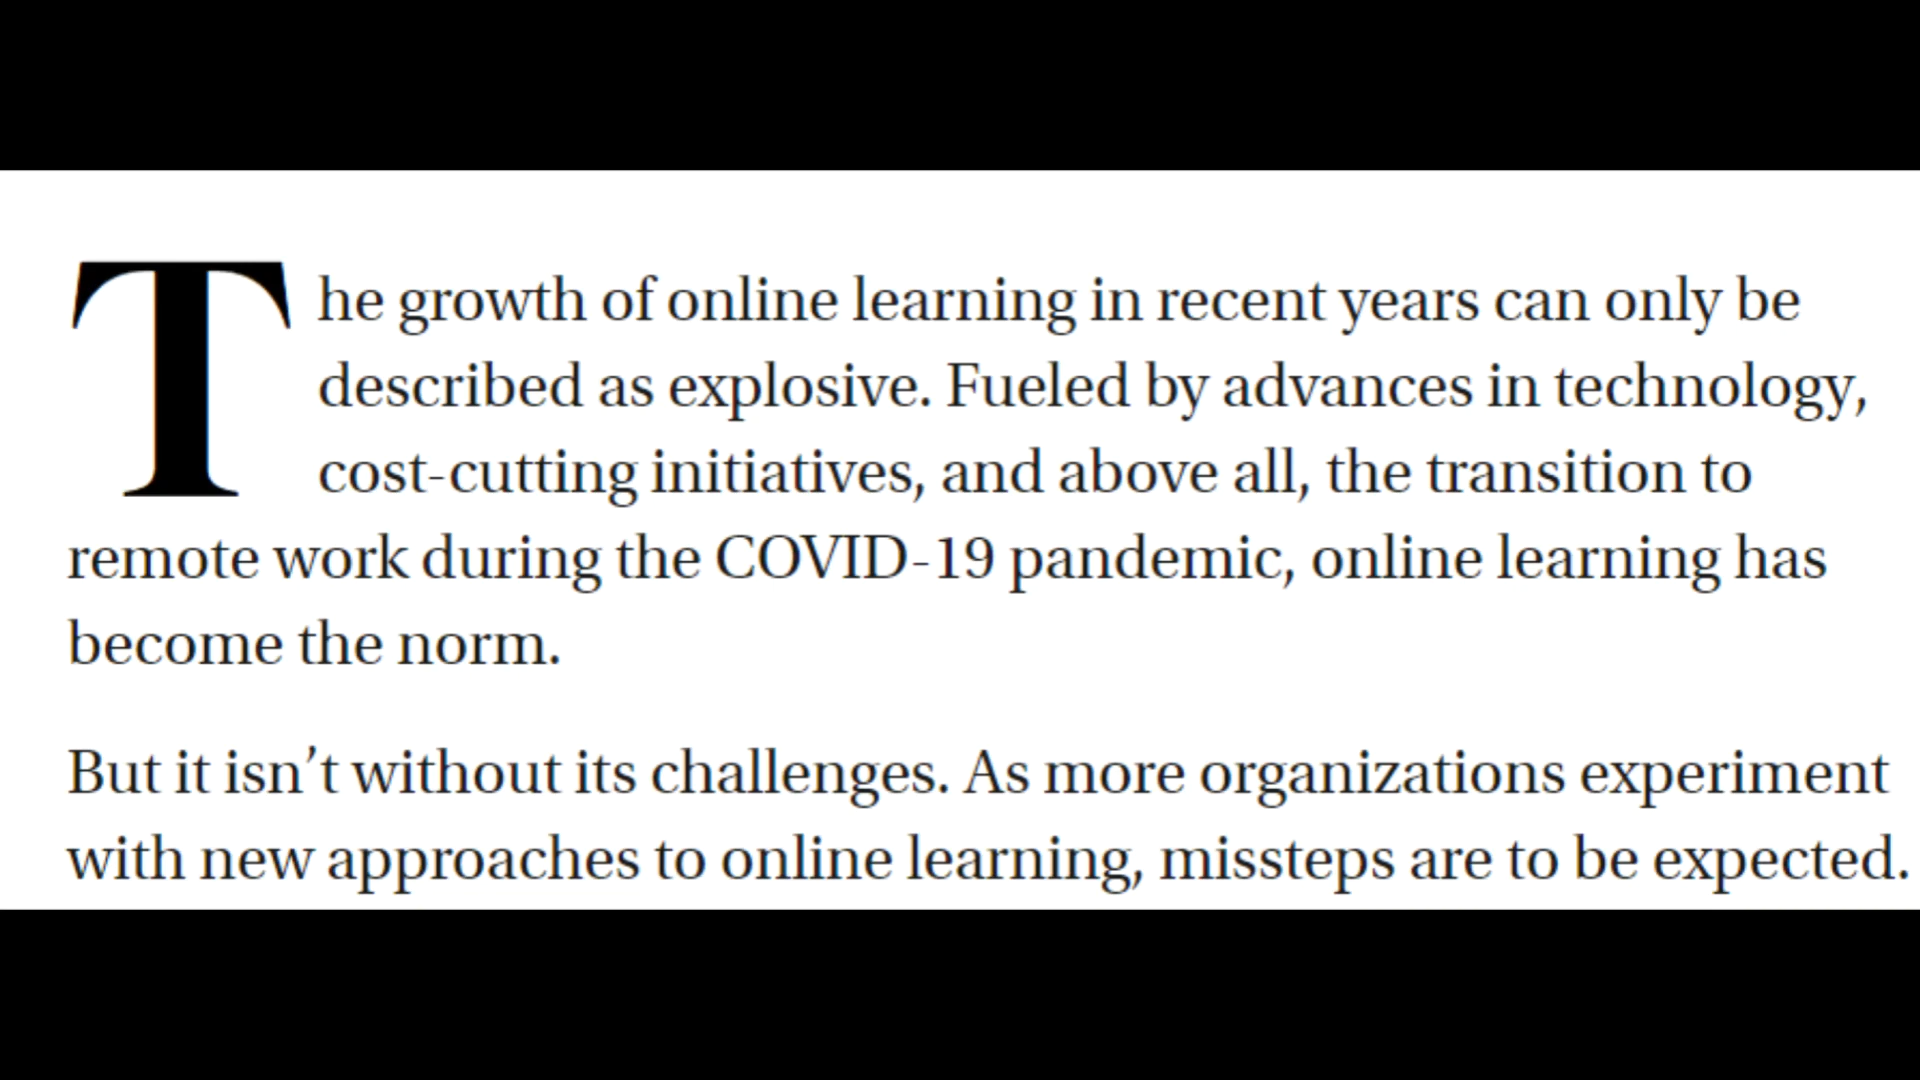 The growth of online learning in recent years can only be
described as explosive. Fueled by advances in technology,
cost-cutting initiatives, and above all, the transition to
remote work during the COVID-19 pandemic, online learning has
become the norm.
But it isn’t without its challenges. As more organizations experiment
with new approaches to online learning, missteps are to be expected.